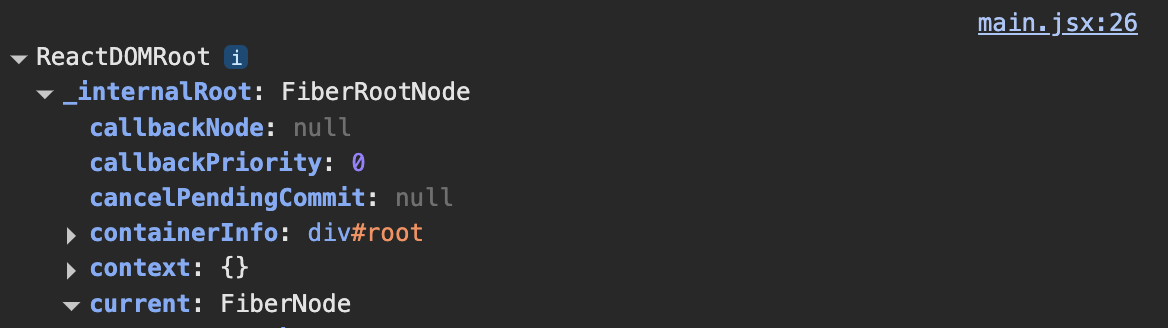 main.jsx:26
ReactDOMRoot i
_internalRoot: FiberRootNode
callbackNode: null
callbackPriority: 0
cancelPendingCommit: null
containerInfo: div#root
context: {}
current: FiberNode